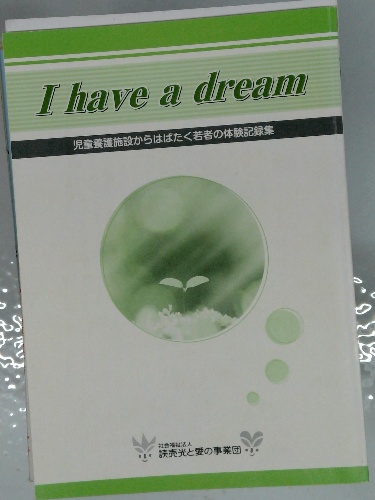 I have a dream
児童養護施設からはばたく若者の体験記録集
社会福祉法人
読売光と愛の事業団